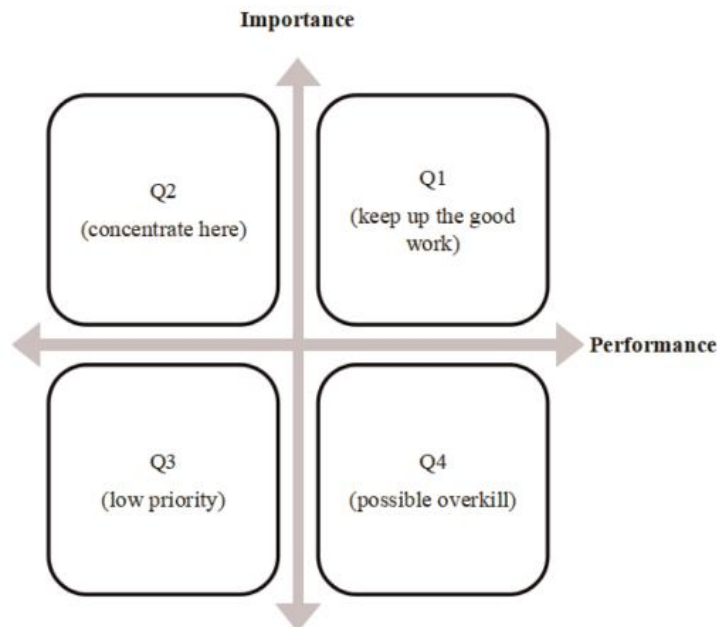 Importance
Q2
(concentrate here)
Q1
(keep up the good
work)
Performance
Q3
(low priority)
Q4
(possible overkill)